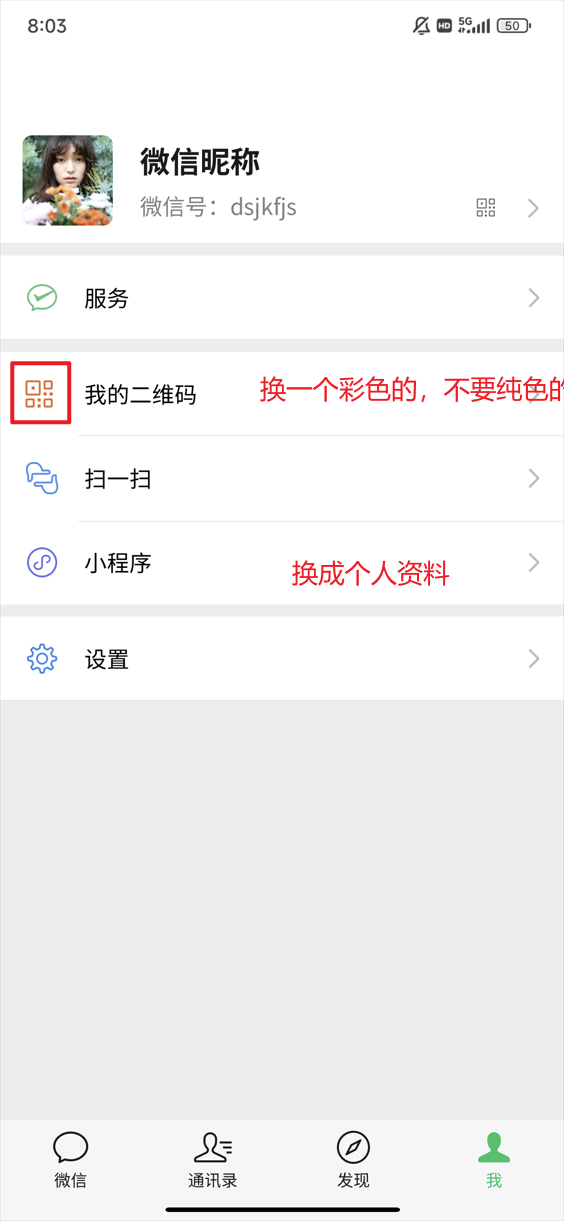 8:03
HD 5G 50
微信昵称
微信号：dsjkfjs
服务
我的二维码
换一个彩色的，不要纯色的
扫一扫
小程序
换成个人资料
设置
微信
通讯录
发现
我